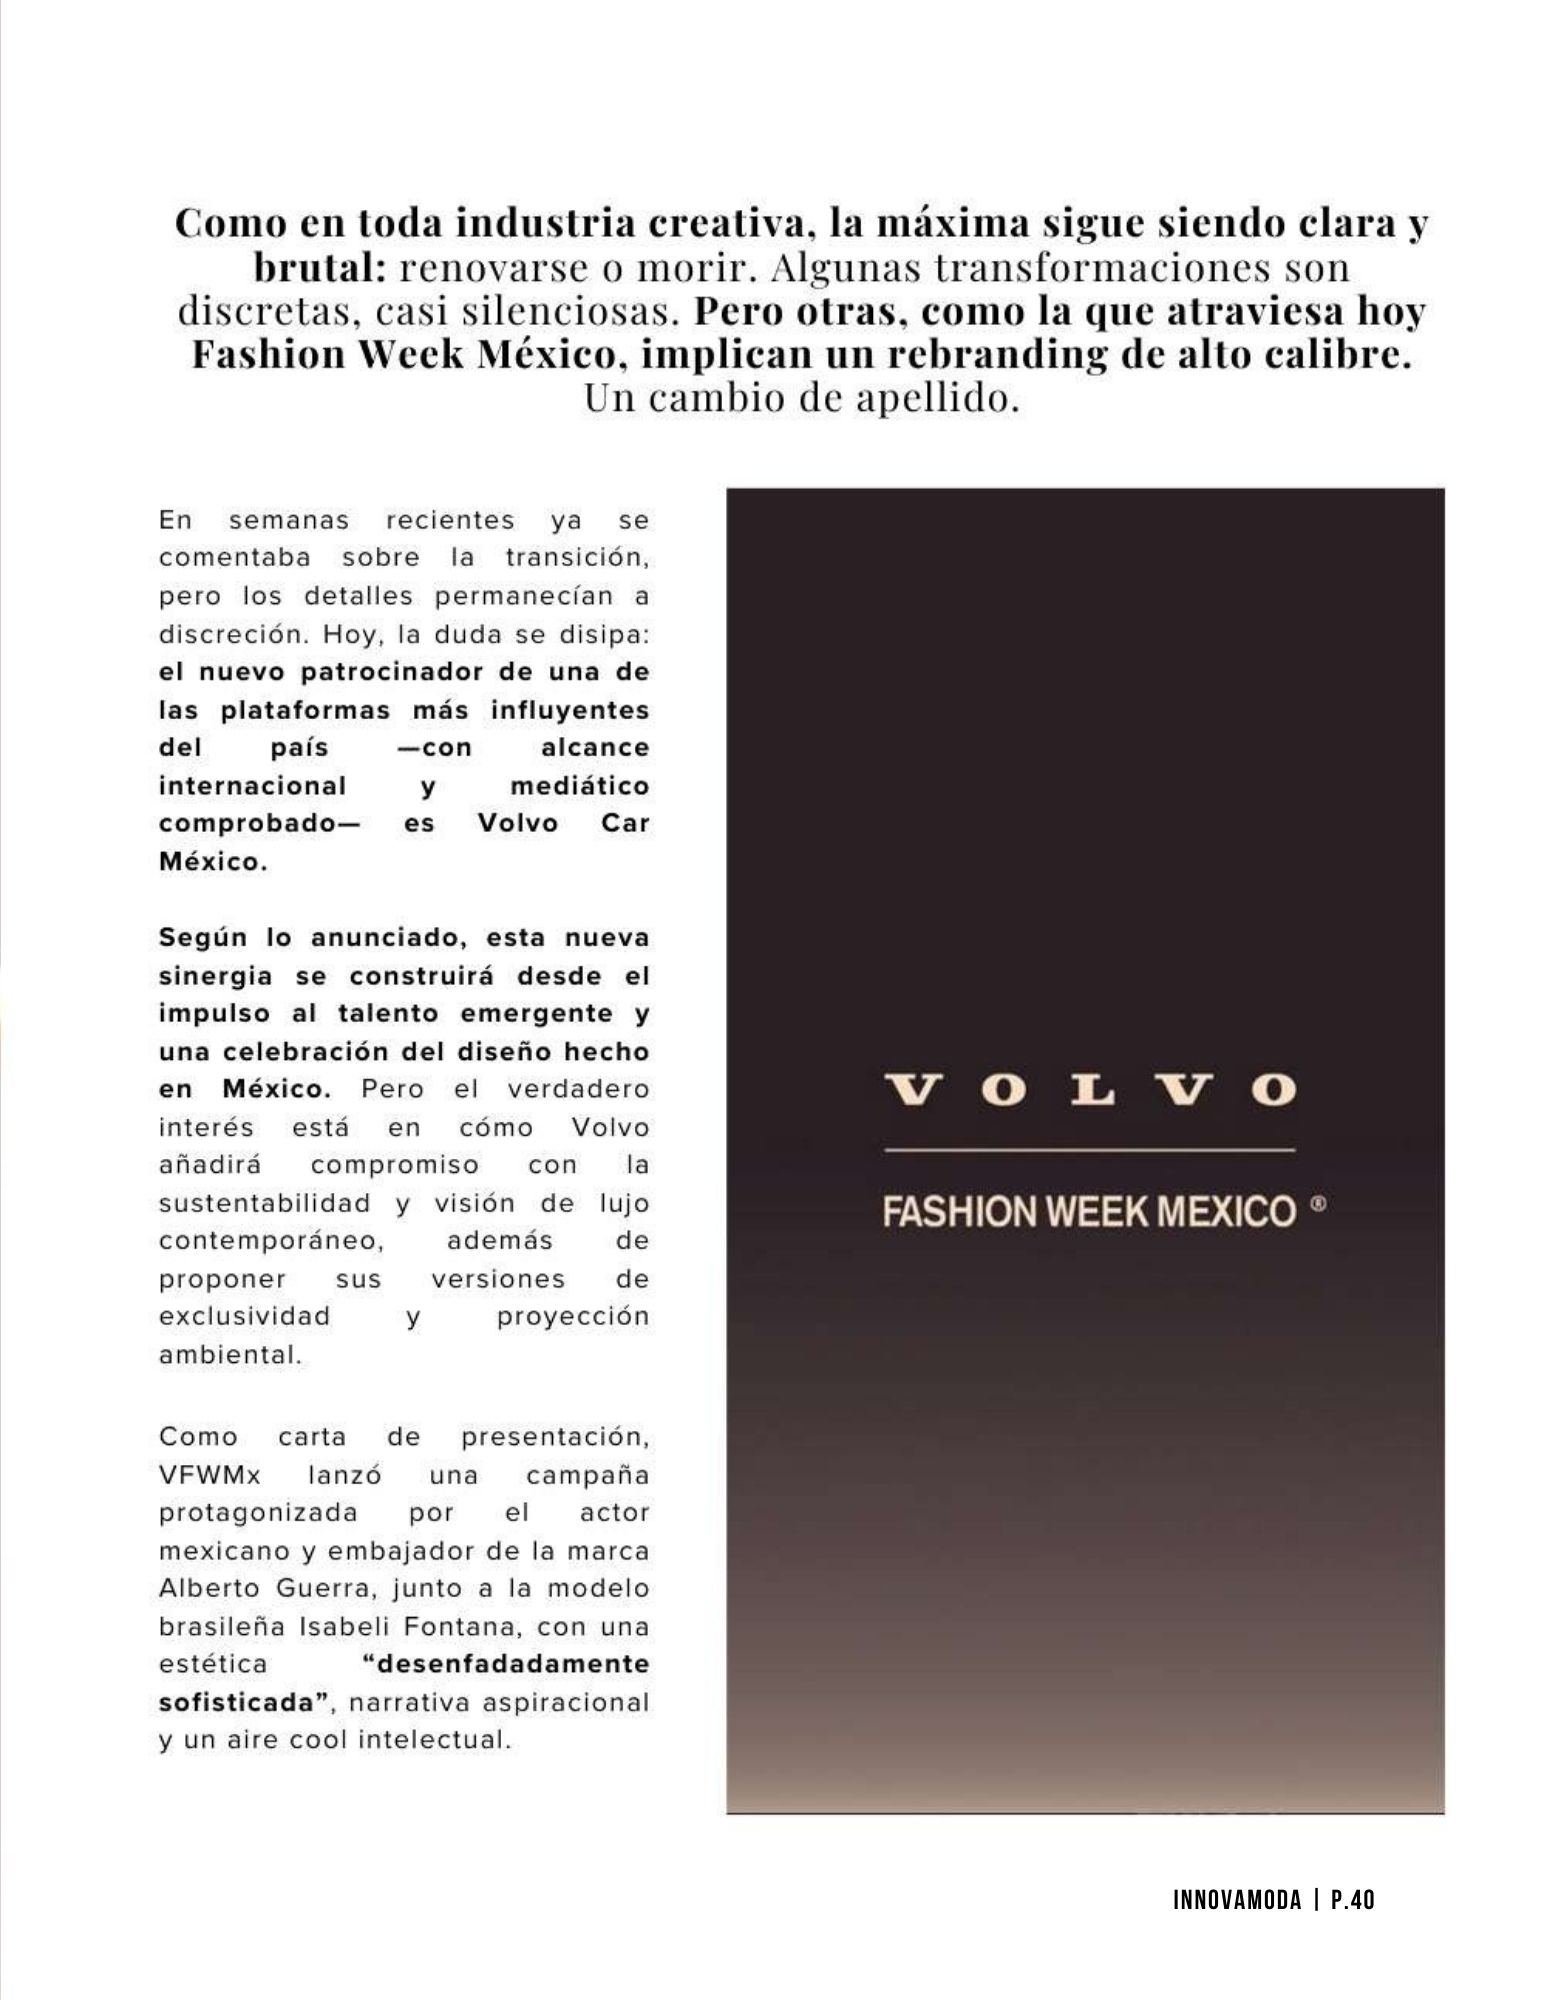 Como en toda industria creativa, la máxima sigue siendo clara y
brutal: renovarse o morir. Algunas transformaciones son
discretas, casi silenciosas. Pero otras, como la que atraviesa hoy
Fashion Week México, implican un rebranding de alto calibre.
Un cambio de apellido.
En semanas recientes ya se
comentaba sobre la transición,
pero los detalles permanecían a
discreción. Hoy, la duda se disipa:
el nuevo patrocinador de una de
las plataformas más influyentes
del país —con alcance
internacional y mediático
comprobado— es Volvo Car
México.
Según lo anunciado, esta nueva
sinergia se construirá desde el
impulso al talento emergente y
una celebración del diseño hecho
en México. Pero el verdadero
interés está en cómo Volvo
añadirá compromiso con la
sustentabilidad y visión de lujo
contemporáneo, además de
proponer sus versiones de
exclusividad y proyección
ambiental.
Como carta de presentación,
VFWMx lanzó una campaña
protagonizada por el actor
mexicano y embajador de la marca
Alberto Guerra, junto a la modelo
brasileña Isabeli Fontana, con una
estética “desenfadadamente
sofisticada”, narrativa aspiracional
y un aire cool intelectual.
VOLVO
FASHION WEEK MEXICO ®
INNOVAMODA | P.40